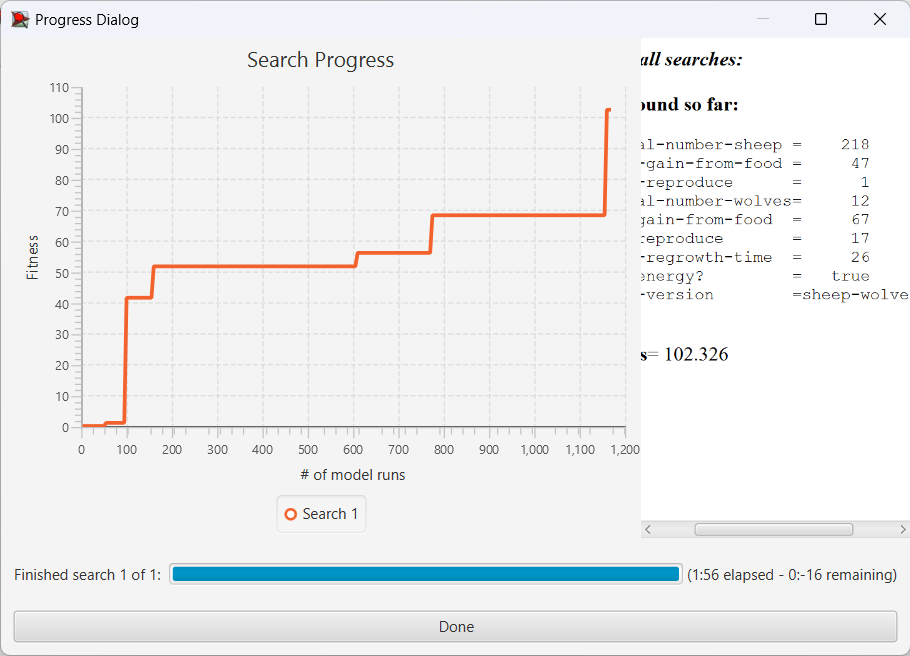 Progress Dialog
Search Progress
all searches:
ound so far:
al-number-sheep = 218
-gain-from-food = 47
-reproduce = 1
al-number-wolves= 12
gain-from-food = 67
reproduce = 17
-regrowth-time = 26
energy? = true
-version =sheep-wolve
s= 102.326
Fitness
110
100
90
80
70
60
50
40
30
20
10
0
0 100 200 300 400 500 600 700 800 900 1,000 1,100 1,200
# of model runs
Search 1
Finished search 1 of 1: (1:56 elapsed - 0:-16 remaining)
Done